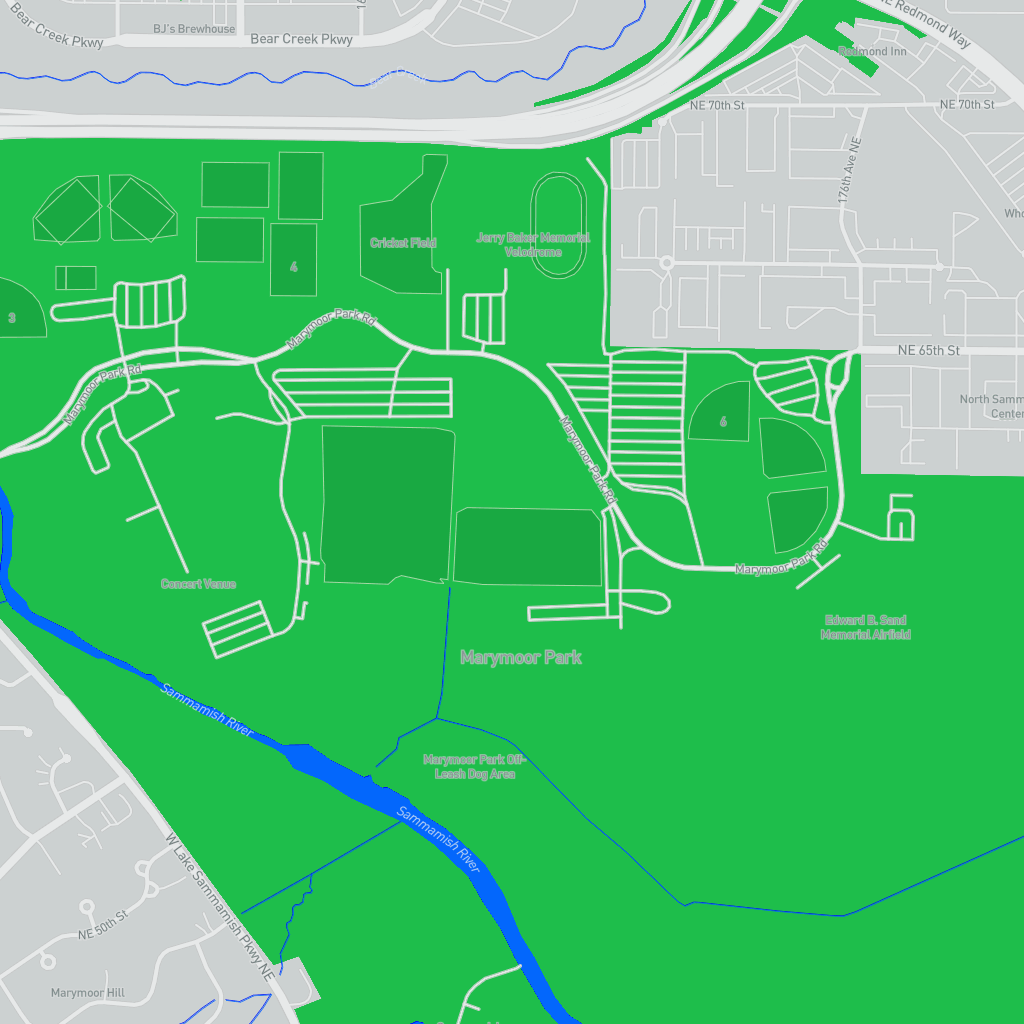 Bear Creek Pkwy
BJ's Brewhouse
Bear Creek Pkwy
NE Redmond Way
Redmond Inn
NE 70th St
NE 70th St
176th Ave NE
Cricket Field
Jerry Baker Memorial
Velodrome
4
3
Marymoor Park Rd
Marymoor Park Rd
NE 65th St
North Samm
Center
6
Marymoor Park Rd
Marymoor Park Rd
Concert Venue
Edward B. Sand
Memorial Airfield
Marymoor Park
Sammamish River
Marymoor Park Off-
Leash Dog Area
Sammamish River
W Lake Sammamish Pkwy NE
NE 50th St
Marymoor Hill